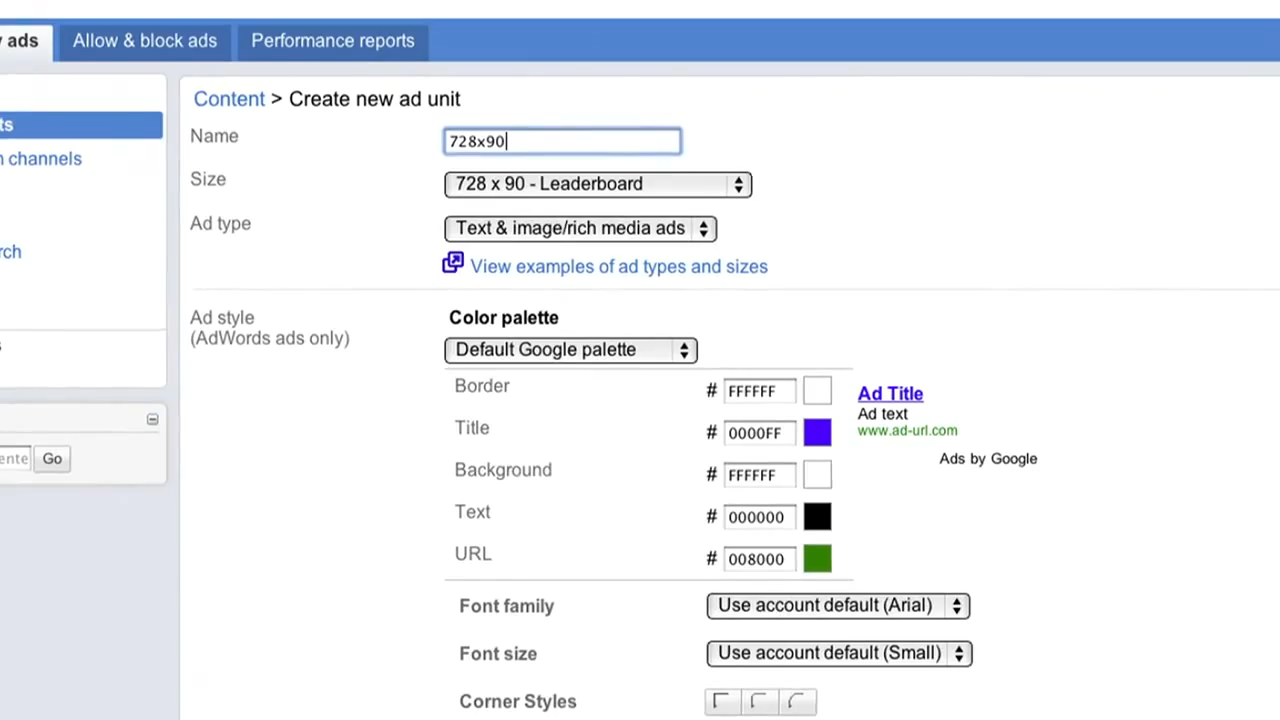 ads
Allow & block ads
Performance reports
Content > Create new ad unit
Name
728x90
channels
Size
728 x 90 - Leaderboard
Ad type
Text & image/rich media ads
View examples of ad types and sizes
Ad style
(AdWords ads only)
Color palette
Default Google palette
Border
# FFFFFF
Title
# 0000FF
Background
# FFFFFF
Text
# 000000
URL
# 008000
Ad Title
Ad text
www.ad-url.com
Ads by Google
Go
Font family
Use account default (Arial)
Font size
Use account default (Small)
Corner Styles